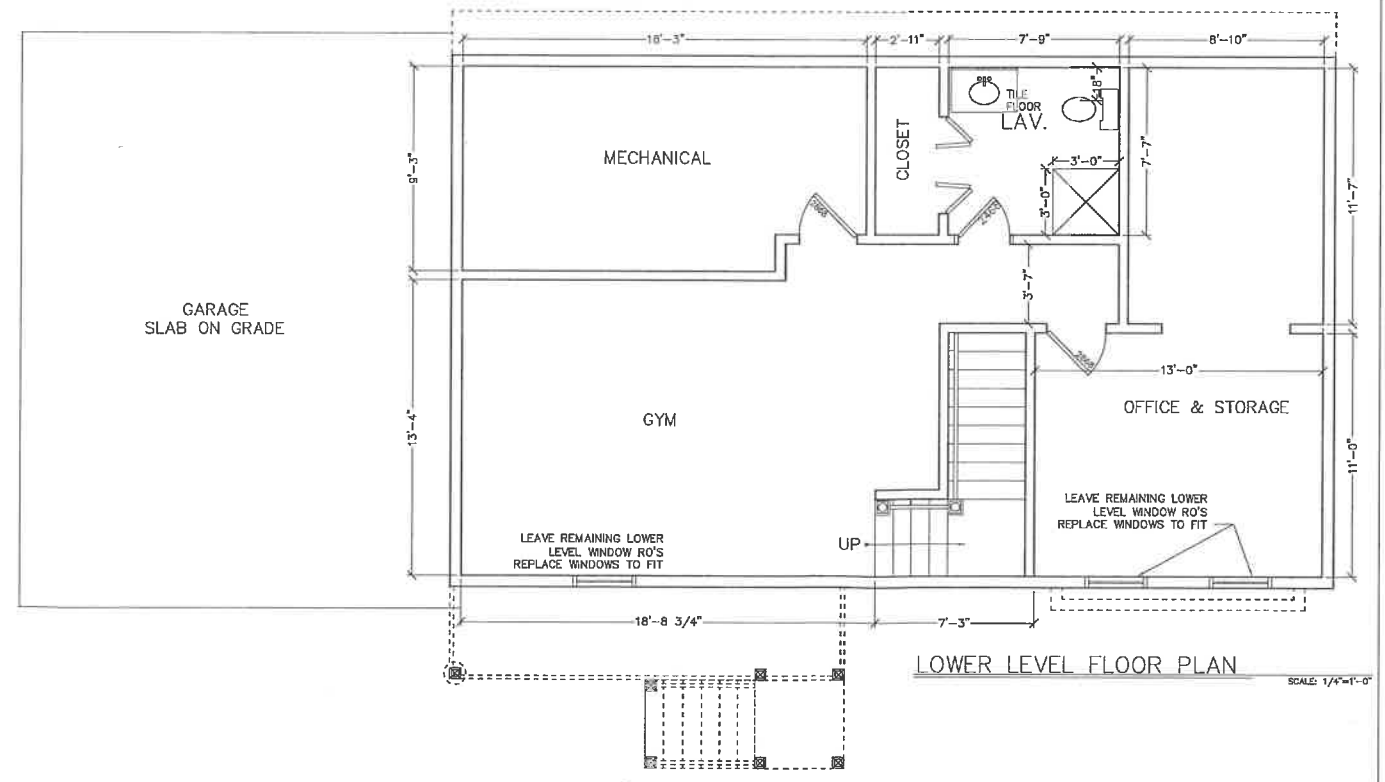 18'-3"
2'-11"
7'-9"
8'-10"
18"
TILE
FLOOR
LAV.
MECHANICAL
CLOSET
9'-3"
3'-0"
3'-0"
7'-7"
11'-7"
2868
2468
GARAGE
SLAB ON GRADE
3'-7"
2868
13'-0"
OFFICE & STORAGE
GYM
13'-4"
11'-0"
LEAVE REMAINING LOWER
LEVEL WINDOW RO'S
REPLACE WINDOWS TO FIT
UP
LEAVE REMAINING LOWER
LEVEL WINDOW RO'S
REPLACE WINDOWS TO FIT
18'-8 3/4"
7'-3"
LOWER LEVEL FLOOR PLAN
SCALE: 1/4"=1'-0"